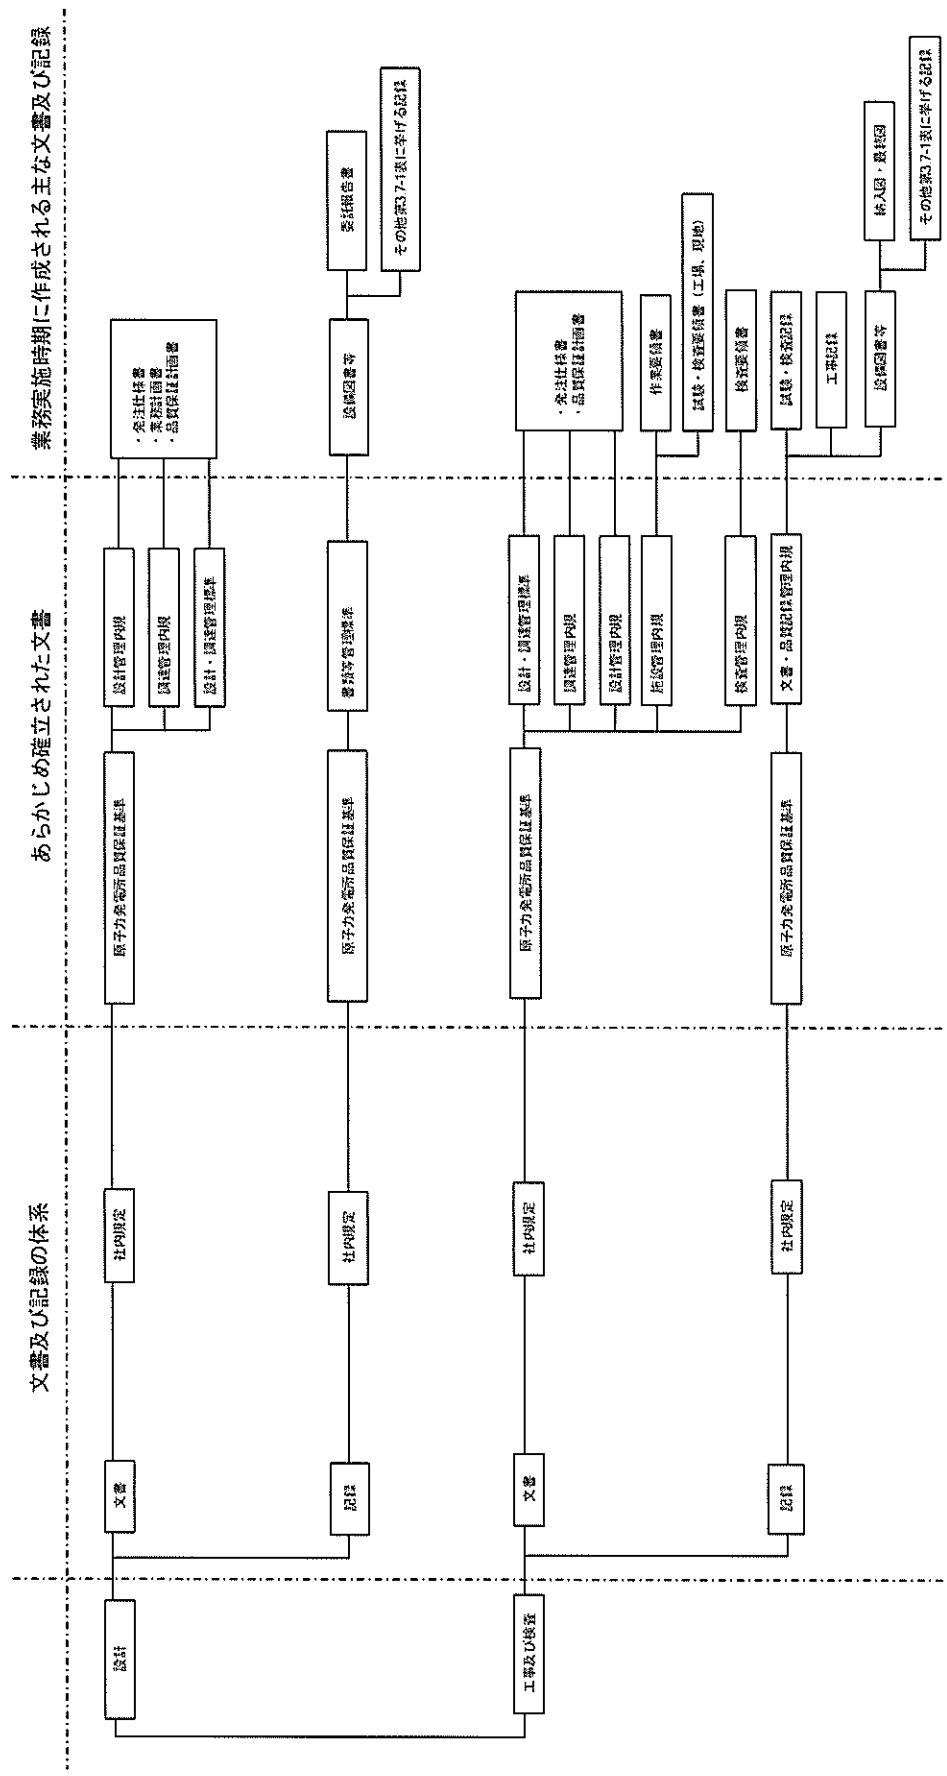 文書及び記録の体系
あらかじめ確立された文書
業務実施時期に作成される主な文書及び記録
設計
文書
社内規定
原子力発電所品質保証基準
設計管理内規
調達管理内規
設計・調達管理標準
・発注仕様書
・業務計画書
・品質保証計画書
記録
社内規定
原子力発電所品質保証基準
書類等管理標準
設備図書等
委託報告書
その他第3.7-1表に挙げる記録
工事及び検査
文書
社内規定
原子力発電所品質保証基準
設計・調達管理標準
調達管理内規
設計管理内規
・発注仕様書
・品質保証計画書
施設管理内規
作業要領書
試験・検査要領書（工場、現地）
検査管理内規
検査要領書
記録
社内規定
原子力発電所品質保証基準
文書・品質記録管理内規
試験・検査記録
工事記録
設備図書等
納入図・最終図
その他第3.7-1表に挙げる記録